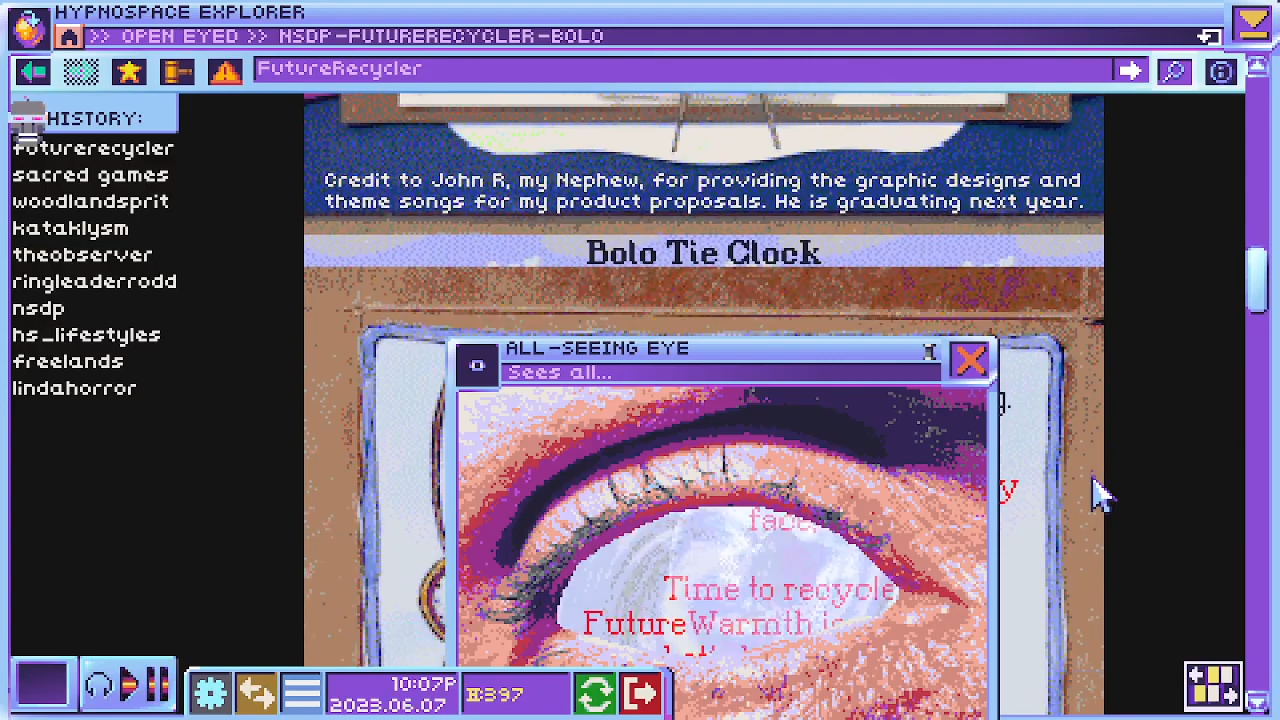 HYPNOSPACE EXPLORER
>> OPEN EYED >> NSDP-FUTURERECYCLER-BOLO
FutureRecycler
HISTORY:
futurerecycler
sacred games
woodlandsprit
kataklysm
theobserver
ringleaderrodd
nsdp
hs_lifestyles
freelands
lindahorror
Credit to John R, my Nephew, for providing the graphic designs and
theme songs for my product proposals. He is graduating next year.
Bolo Tie Clock
ALL-SEEING EYE
Sees all...
g.
y
face,
Time to recycle
FutureWarmth is
10:07P
2023.06.07
:397